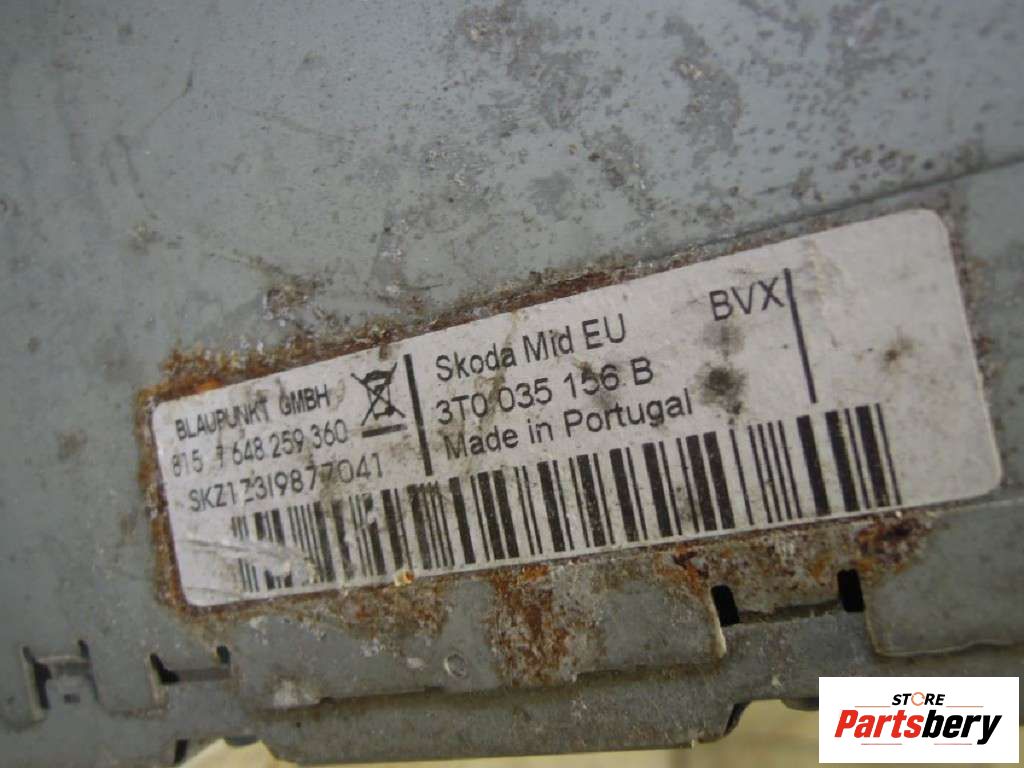 BLAUPUNKT GMBH
815 7 648 259 360
SKZ1Z3I9877041
Skoda Mid EU
BVX
3T0 035 156 B
Made in Portugal
STORE
Partsbery